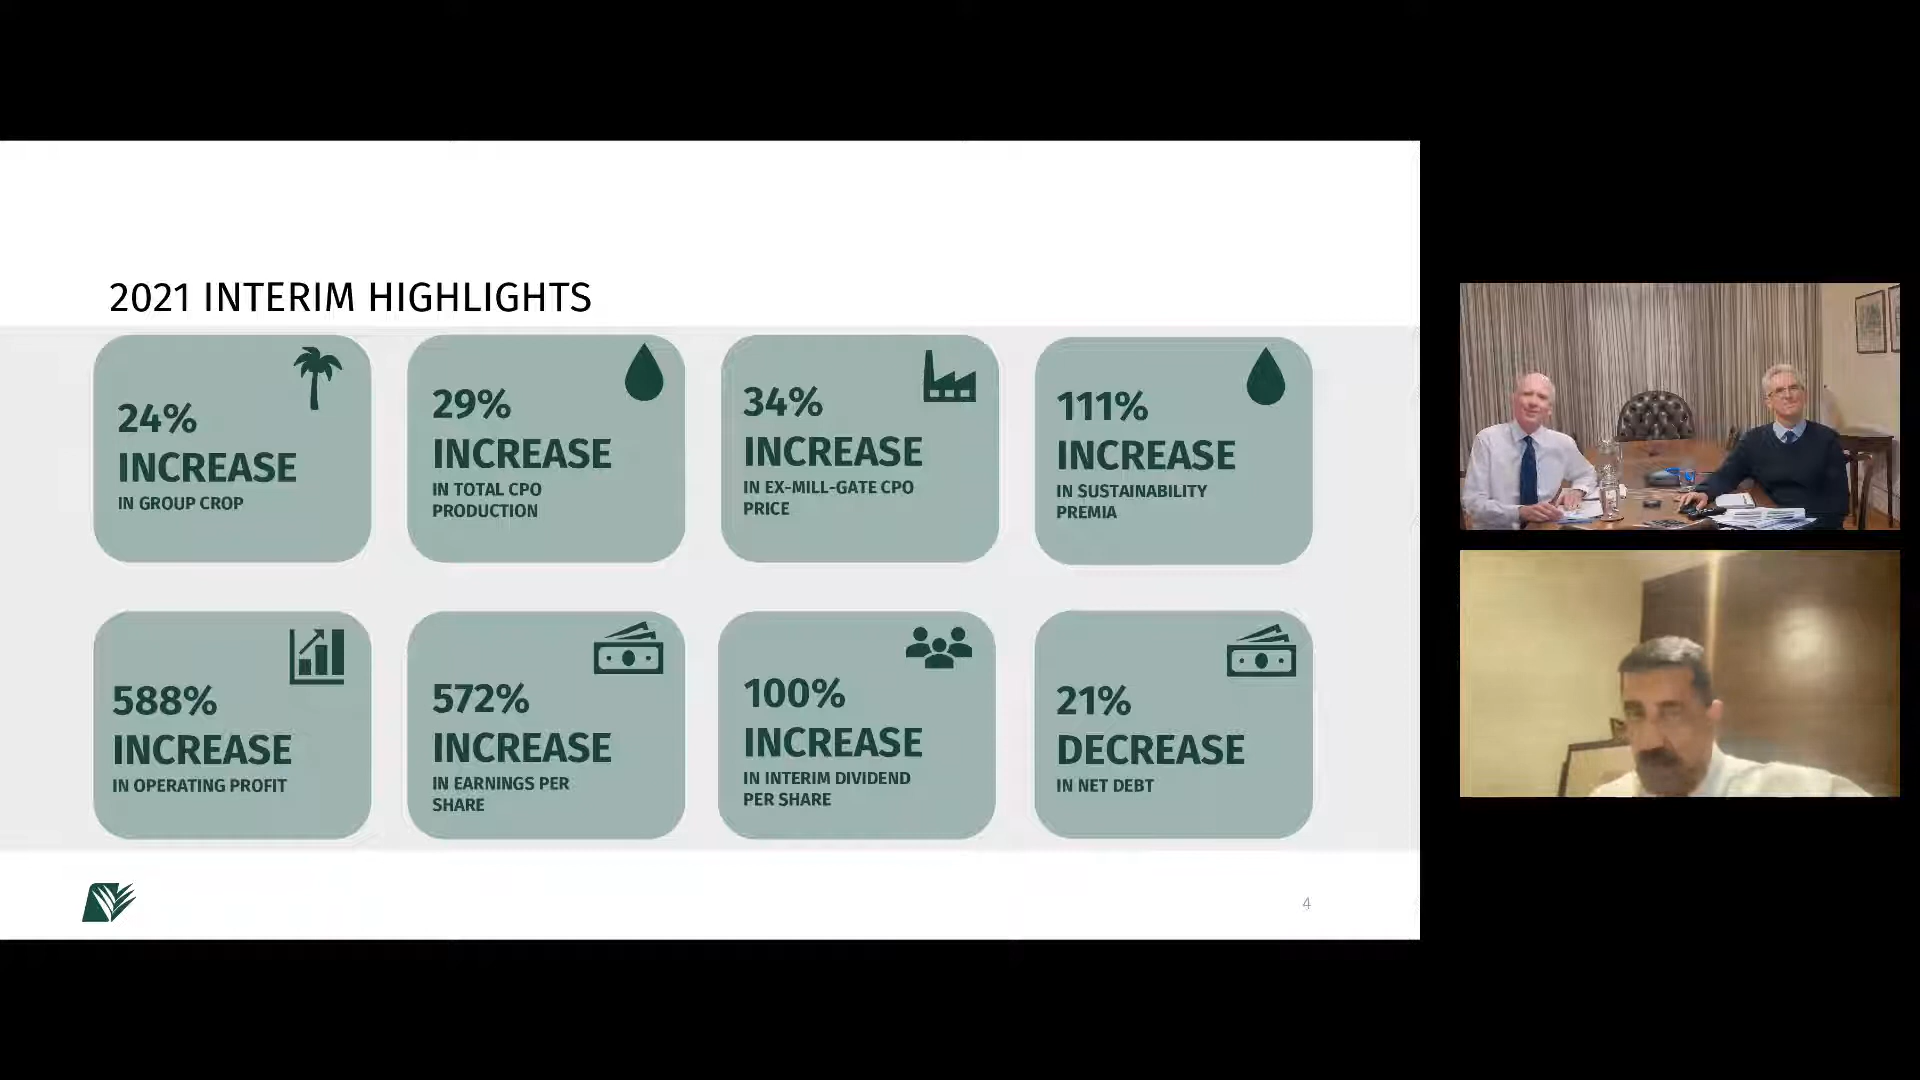 2021 INTERIM HIGHLIGHTS
24%
INCREASE
IN GROUP CROP
29%
INCREASE
IN TOTAL CPO
PRODUCTION
34%
INCREASE
IN EX-MILL-GATE CPO
PRICE
111%
INCREASE
IN SUSTAINABILITY
PREMIA
588%
INCREASE
IN OPERATING PROFIT
572%
INCREASE
IN EARNINGS PER
SHARE
100%
INCREASE
IN INTERIM DIVIDEND
PER SHARE
21%
DECREASE
IN NET DEBT
4